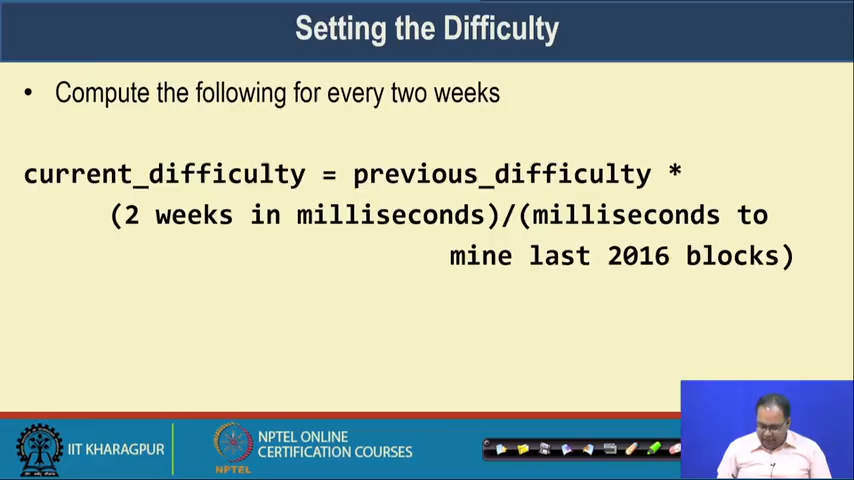 Setting the Difficulty
• Compute the following for every two weeks
current_difficulty = previous_difficulty *
(2 weeks in milliseconds)/(milliseconds to
mine last 2016 blocks)
IIT KHARAGPUR
NPTEL
NPTEL ONLINE
CERTIFICATION COURSES